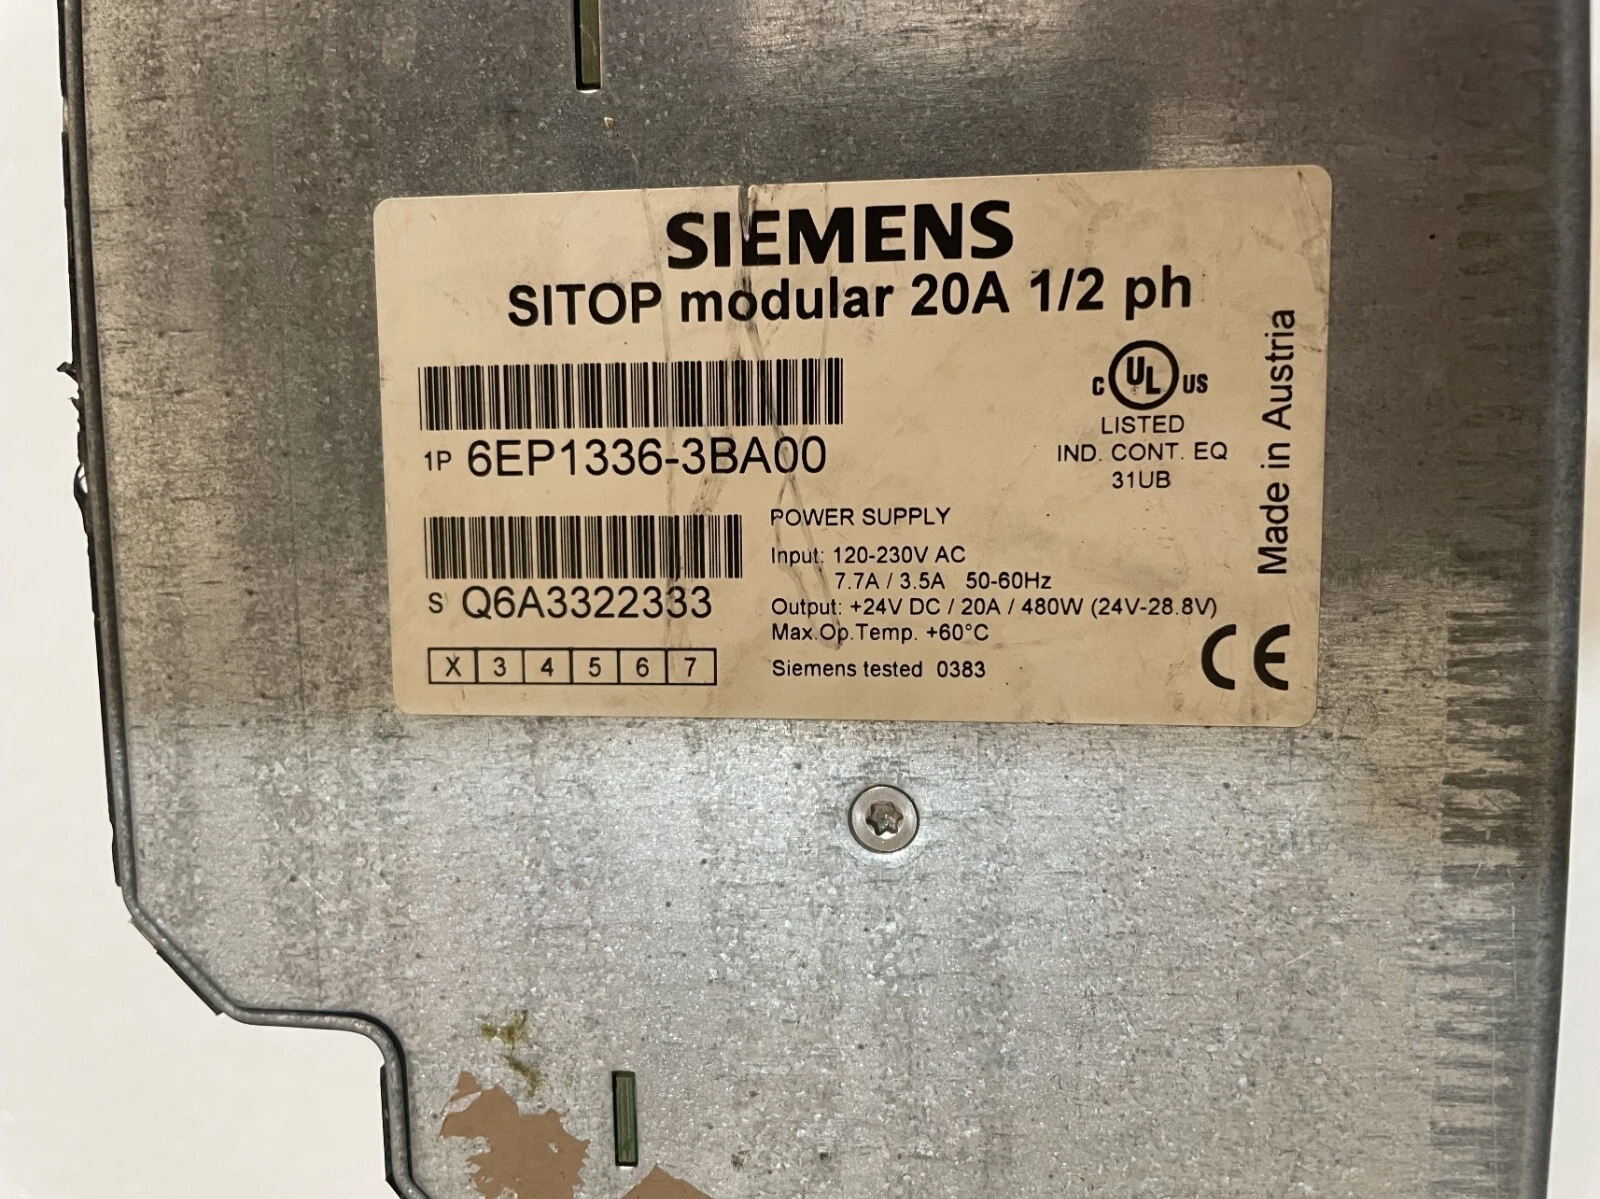 SIEMENS
SITOP modular 20A 1/2 ph
1P 6EP1336-3BA00
S Q6A3322333
X 3 4 5 6 7
POWER SUPPLY
Input: 120-230V AC
7.7A / 3.5A 50-60Hz
Output: +24V DC / 20A / 480W (24V-28.8V)
Max.Op.Temp. +60°C
Siemens tested 0383
C UL US
LISTED
IND. CONT. EQ
31UB
CE
Made in Austria